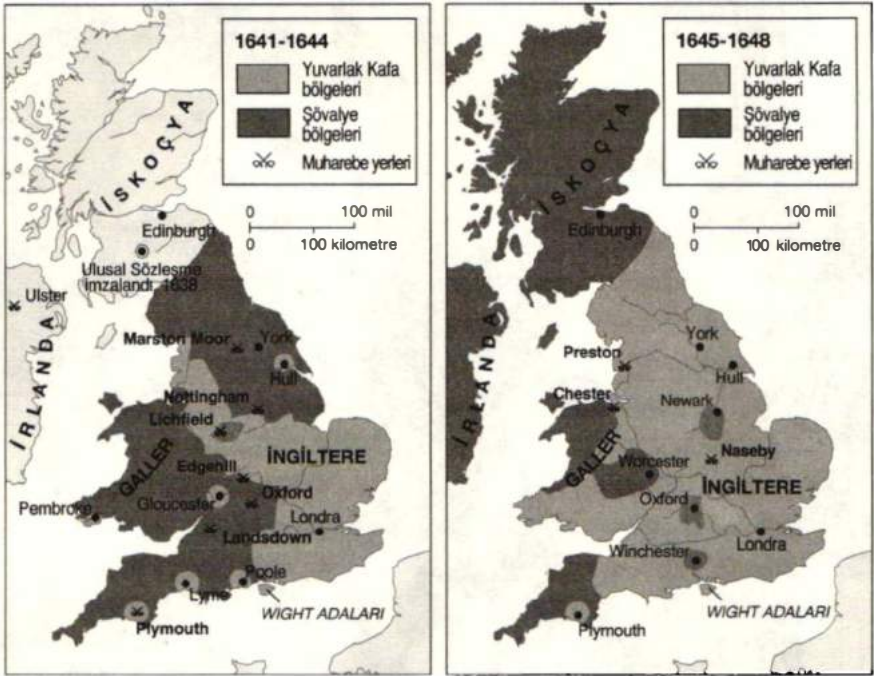 1641-1644
Yuvarlak Kafa
bölgeleri
Şövalye
bölgeleri
Muharebe yerleri
İSKOÇYA
0 100 mil
0 100 kilometre
Edinburgh
Ulusal Sözleşme
imzalandı, 1638
Ulster
İRLANDA
Marston Moor
York
Hull
Nottingham
Lichfield
GALLER
İNGİLTERE
Edgehill
Gloucester
Oxford
Pembroke
Londra
Landsdown
Poole
Lyme
WIGHT ADALARI
Plymouth
1645-1648
Yuvarlak Kafa
bölgeleri
Şövalye
bölgeleri
Muharebe yerleri
İSKOÇYA
0 100 mil
0 100 kilometre
Edinburgh
İRLANDA
York
Preston
Hull
Chester
Newark
Naseby
GALLER
Worcester
Oxford
İNGİLTERE
Londra
Winchester
WIGHT ADALARI
Plymouth